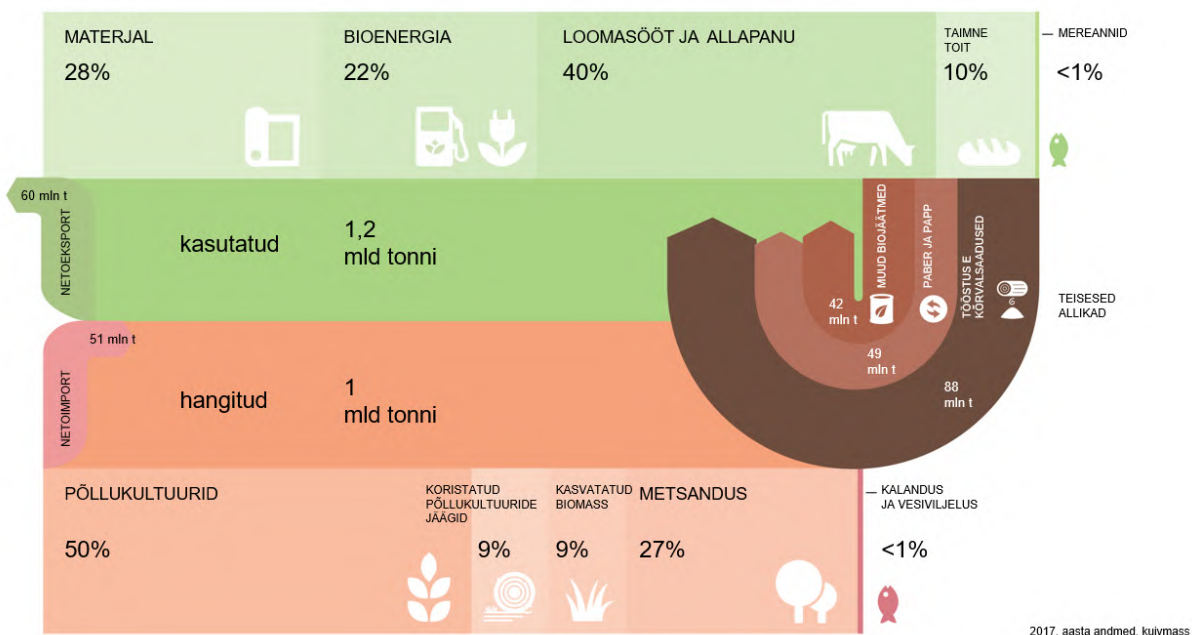 MATERJAL
28%
BIOENERGIA
22%
LOOMASÖÖT JA ALLAPANU
40%
TAIMNE
TOIT
10%
MEREANNID
<1%
60 mln t
NETOEKSPORT
kasutatud
1,2
mld tonni
MUUD BIOJÄÄTMED
PABER JA PAPP
TÖÖSTUS E
KÕRVALSAADUSED
42
mln t
49
mln t
88
mln t
TEISESED
ALLIKAD
51 mln t
NETOIMPORT
hangitud
1
mld tonni
PÕLLUKULTUURID
50%
KORISTATUD
PÕLLUKULTUURIDE
JÄÄGID
9%
KASVATATUD
BIOMASS
9%
METSANDUS
27%
KALANDUS
JA VESIVILJELUS
<1%
2017. aasta andmed, kuivmass